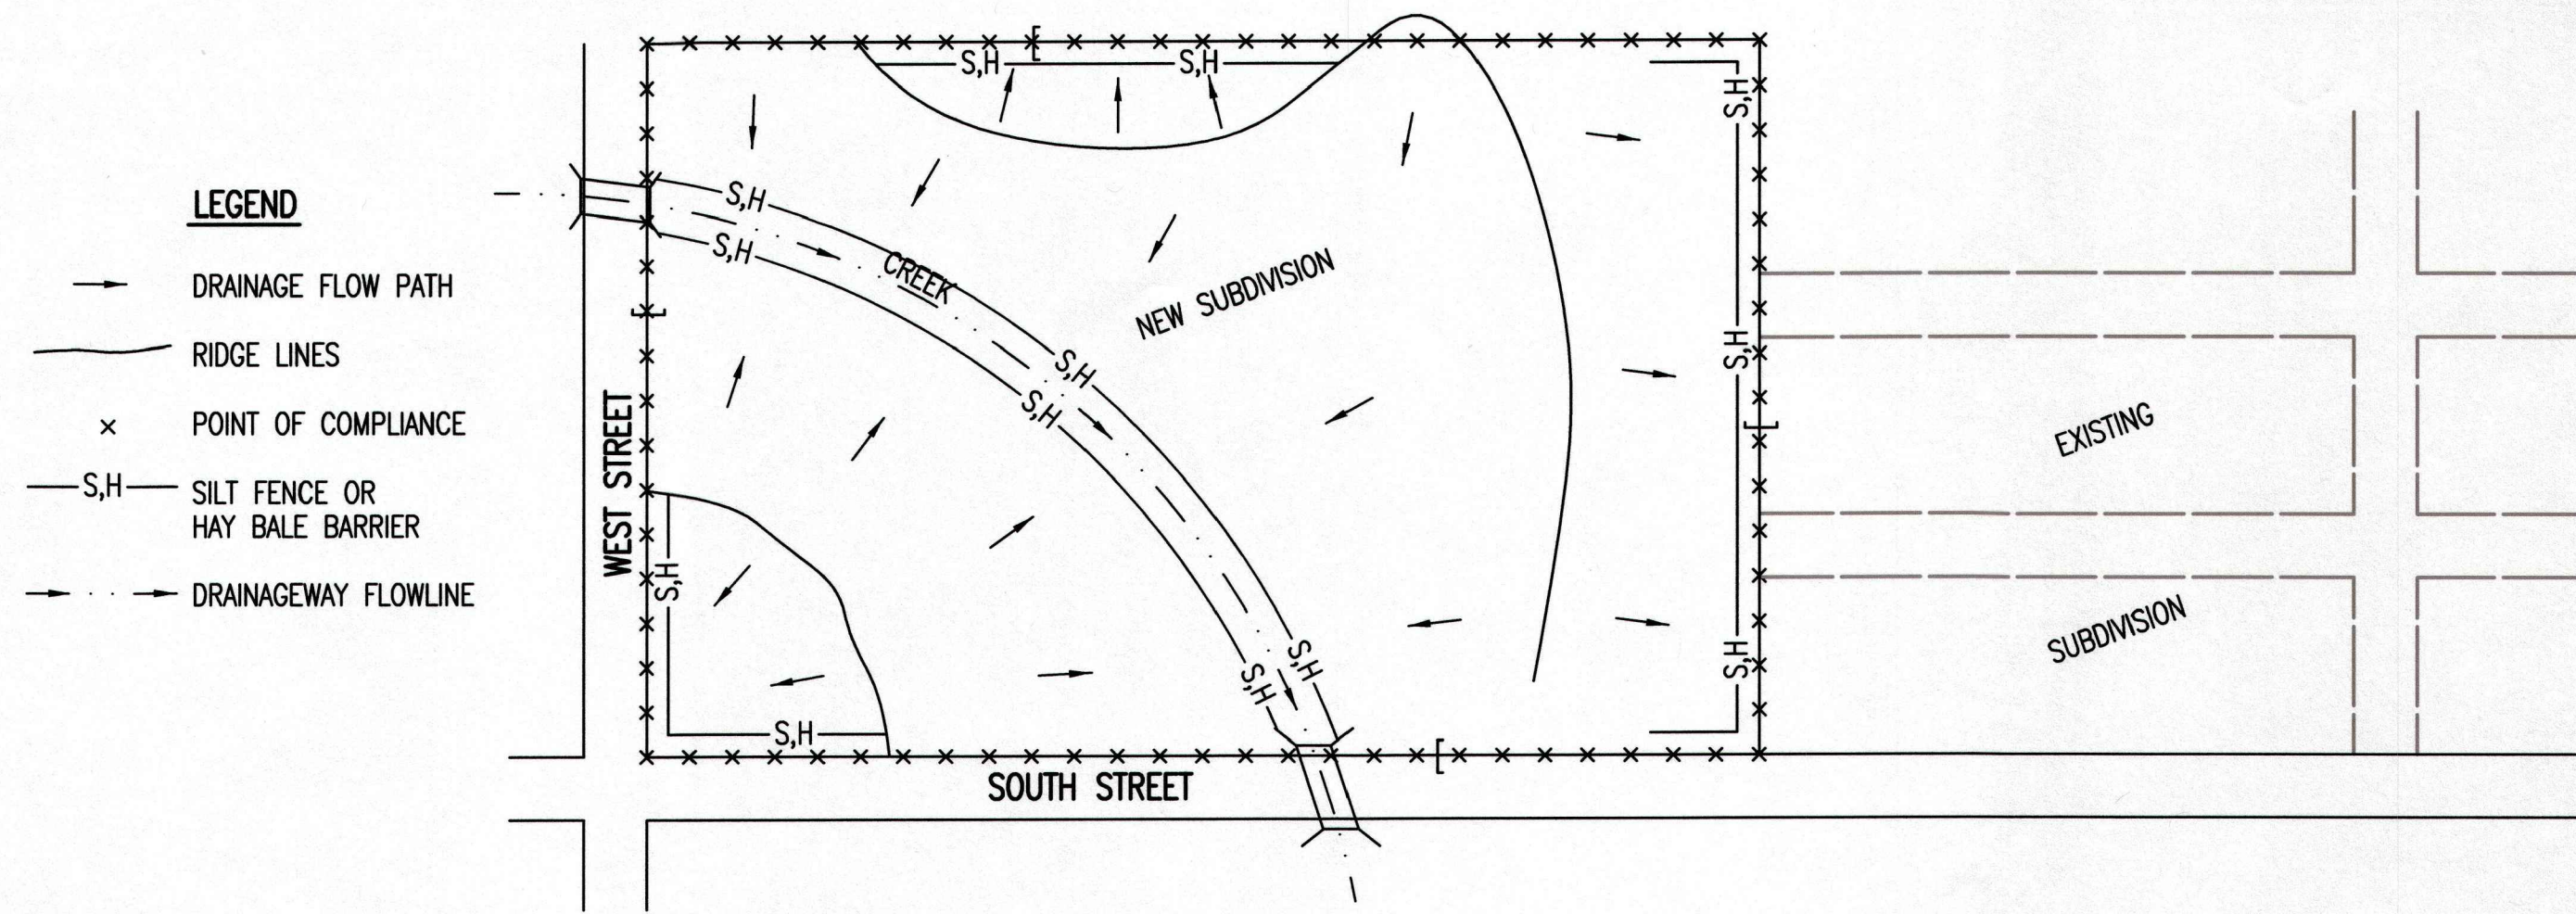 LEGEND
DRAINAGE FLOW PATH
RIDGE LINES
POINT OF COMPLIANCE
S,H
SILT FENCE OR
HAY BALE BARRIER
DRAINAGEWAY FLOWLINE
S,H
S,H
S,H
S,H
S,H
CREEK
NEW SUBDIVISION
S,H
S,H
S,H
WEST STREET
S,H
S,H
S,H
S,H
S,H
SOUTH STREET
EXISTING
SUBDIVISION